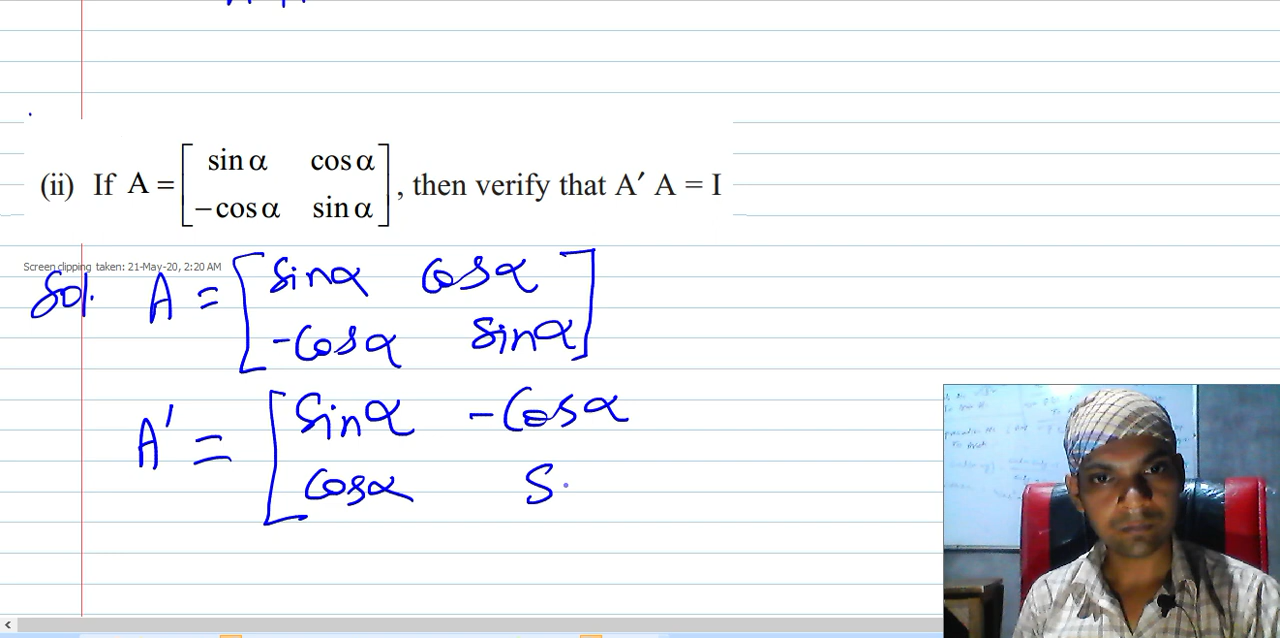 (ii) If A = [ sin α cos α
−cos α sin α ], then verify that A′ A = I
Screen clipping taken: 21-May-20, 2:20 AM
Sol. A = [ sinα cosα
-cosα sinα ]
A' = [ sinα -cosα
cosα S